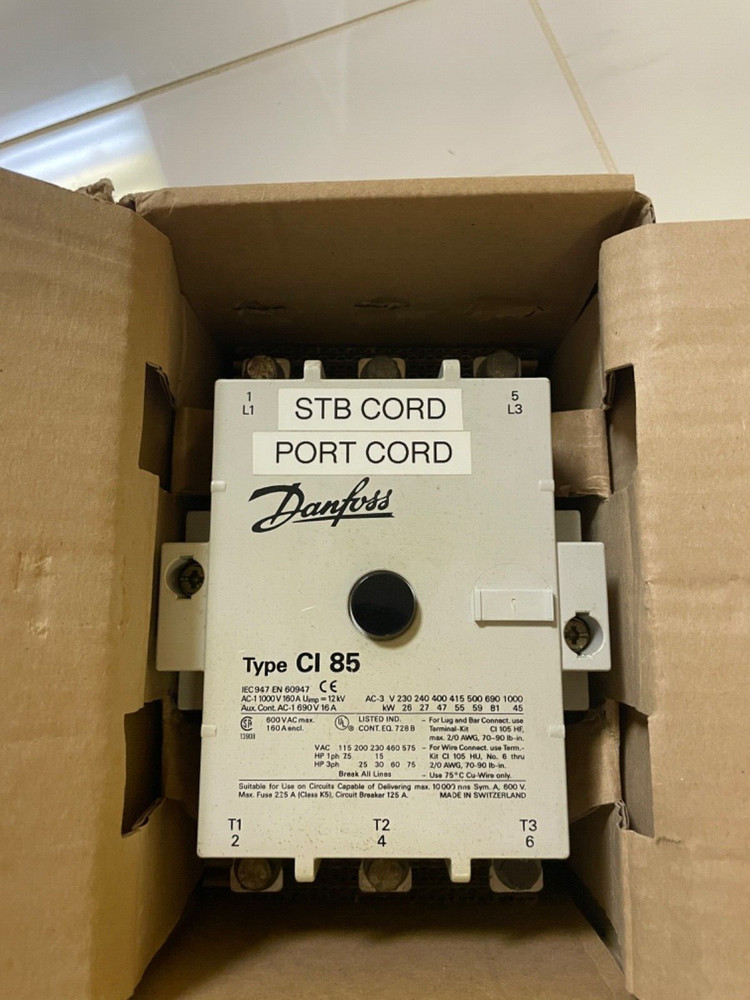 1 5
L1 L3
STB CORD
PORT CORD
Danfoss
Type CI 85
IEC 947 EN 60947 CE
AC-1 1000 V 160 A Uimp = 12 kV
Aux. Cont. AC-1 690 V 16 A
AC-3 V 230 240 400 415 500 690 1000
kW 26 27 47 55 59 81 45
600 VAC max.
160 A encl.
LISTED IND.
CONT. EQ. 728 B
- For Lug and Bar Connect. use
Terminal-Kit CI 105 HF,
max. 2/0 AWG, 70-90 lb-in.
VAC 115 200 230 460 575
HP 1ph 75 15
HP 3ph 25 30 60 75
Break All Lines
- For Wire Connect. use Term.-
Kit CI 105 HU, No. 6 thru
2/0 AWG, 70-90 lb-in.
- Use 75°C Cu-Wire only.
Suitable for Use on Circuits Capable of Delivering max. 10000 Sym. A, 600 V.
Max. Fuse 225 A (Class K5), Circuit Breaker 125 A. MADE IN SWITZERLAND
T1 T2 T3
2 4 6